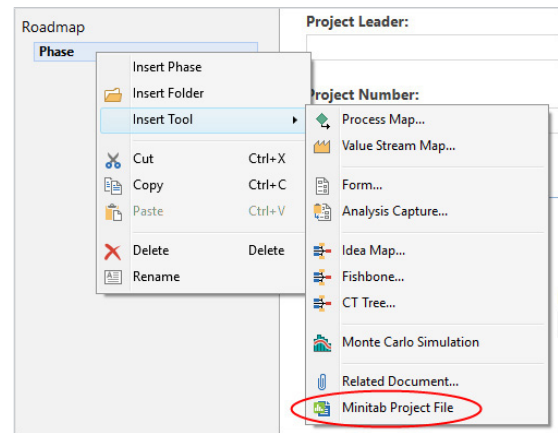 Roadmap
Phase
Project Leader:
Project Number:
Insert Phase
Insert Folder
Insert Tool
Cut Ctrl+X
Copy Ctrl+C
Paste Ctrl+V
Delete Delete
Rename
Process Map...
Value Stream Map...
Form...
Analysis Capture...
Idea Map...
Fishbone...
CT Tree...
Monte Carlo Simulation
Related Document...
Minitab Project File